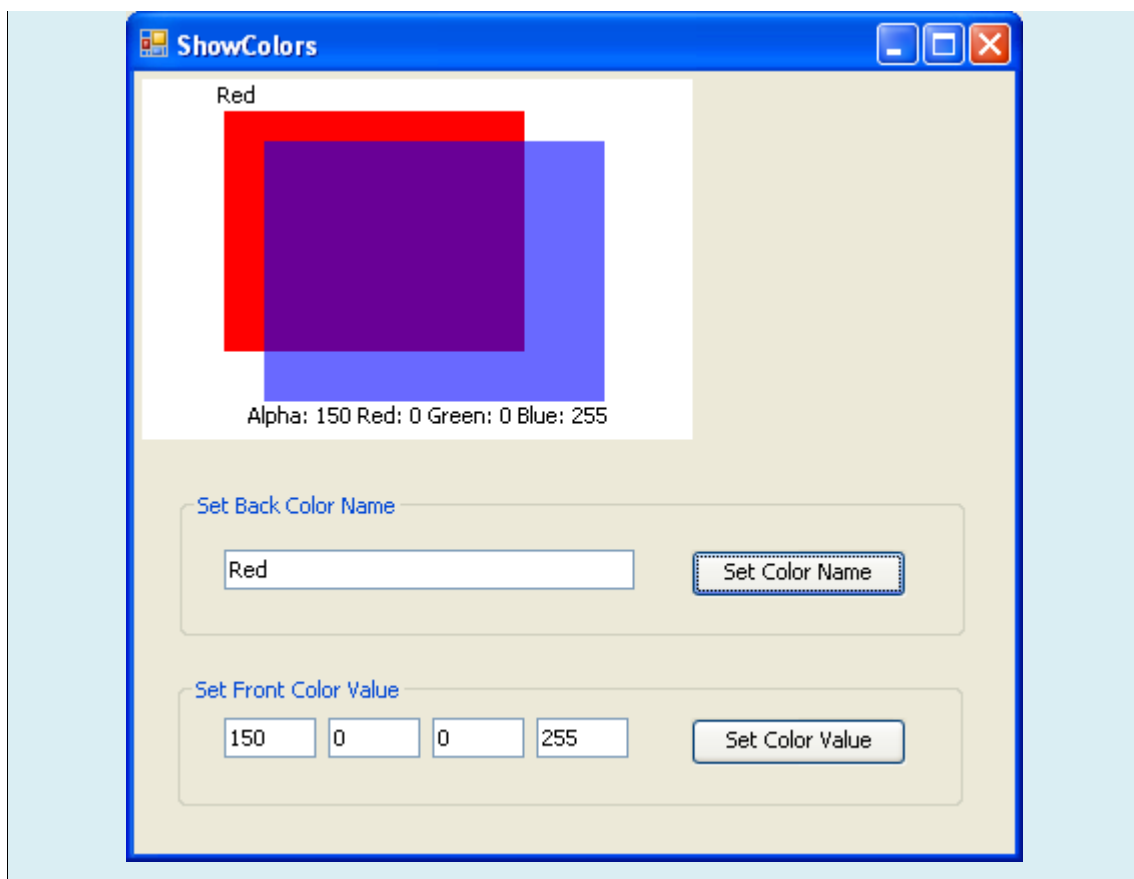 ShowColors
Red
Alpha: 150 Red: 0 Green: 0 Blue: 255
Set Back Color Name
Red
Set Color Name
Set Front Color Value
150 0 0 255
Set Color Value